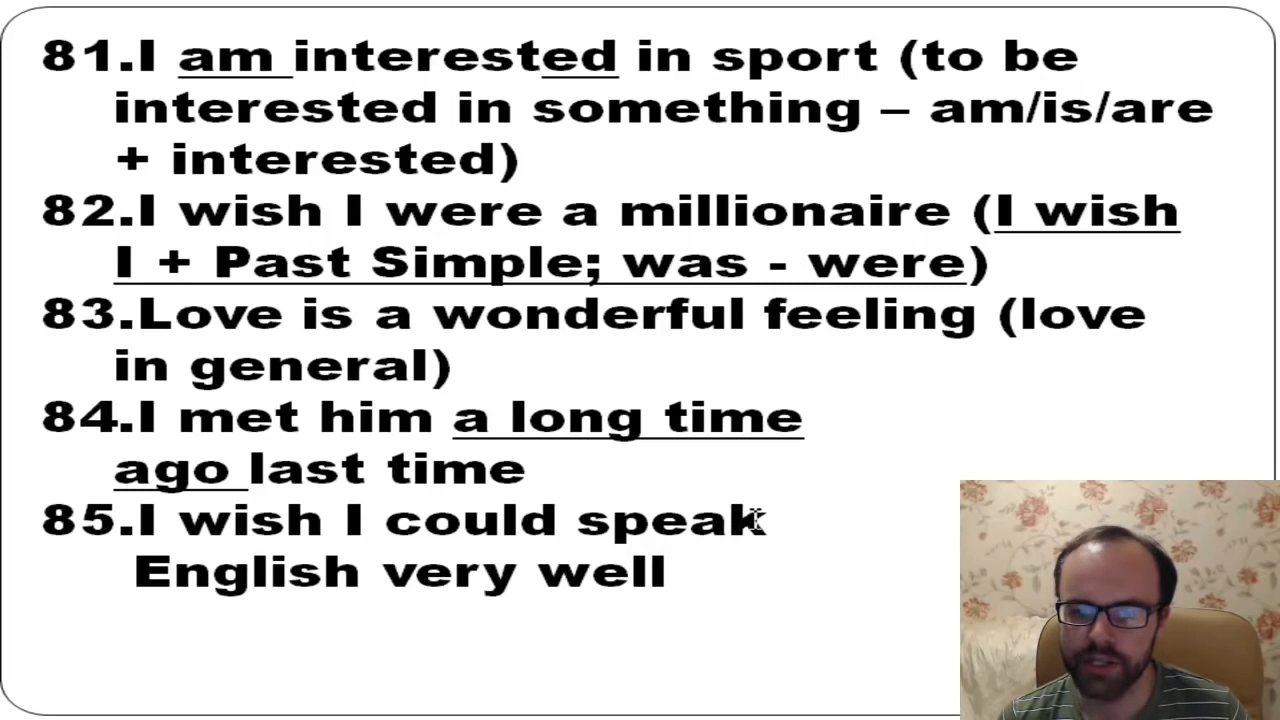 81.I am interested in sport (to be
interested in something – am/is/are
+ interested)
82.I wish I were a millionaire (I wish
I + Past Simple; was - were)
83.Love is a wonderful feeling (love
in general)
84.I met him a long time
ago last time
85.I wish I could speak
English very well